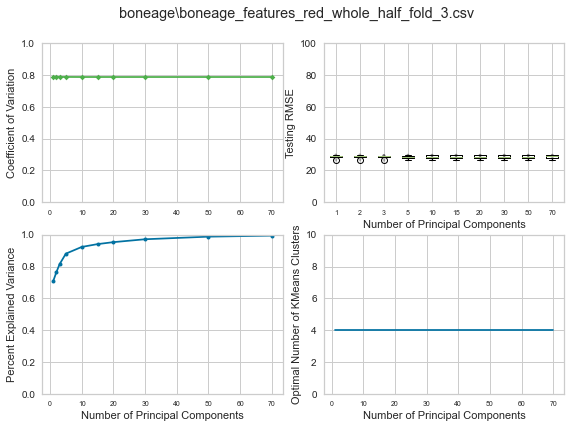 boneage\boneage_features_red_whole_half_fold_3.csv
Coefficient of Variation
1.0
0.8
0.6
0.4
0.2
0.0
0 10 20 30 40 50 60 70
Testing RMSE
100
80
60
40
20
0
1 2 3 5 10 15 20 30 50 70
Number of Principal Components
Percent Explained Variance
1.0
0.8
0.6
0.4
0.2
0.0
0 10 20 30 40 50 60 70
Number of Principal Components
Optimal Number of KMeans Clusters
10
8
6
4
2
0
0 10 20 30 40 50 60 70
Number of Principal Components